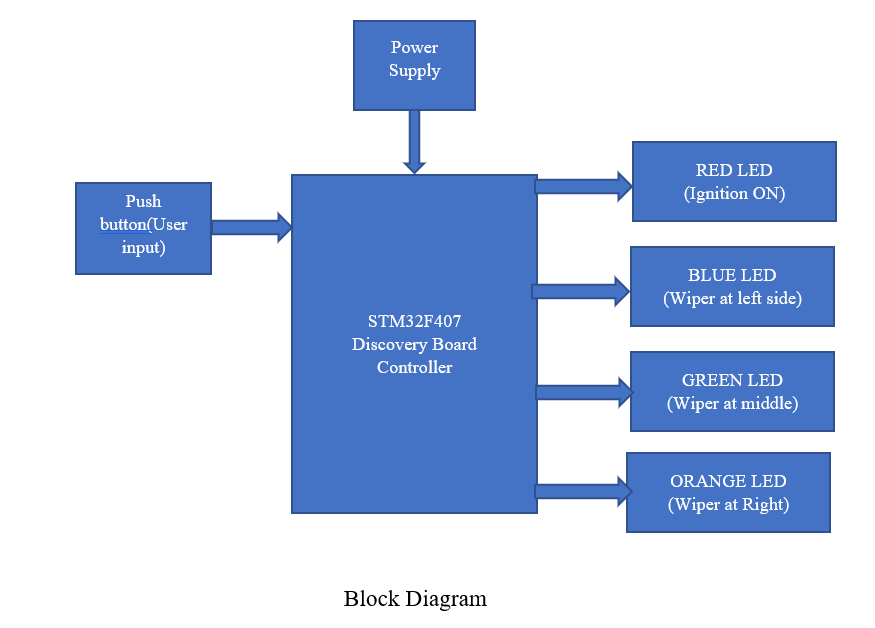 Power
Supply
RED LED
(Ignition ON)
Push
button(User
input)
BLUE LED
(Wiper at left side)
STM32F407
Discovery Board
Controller
GREEN LED
(Wiper at middle)
ORANGE LED
(Wiper at Right)
Block Diagram